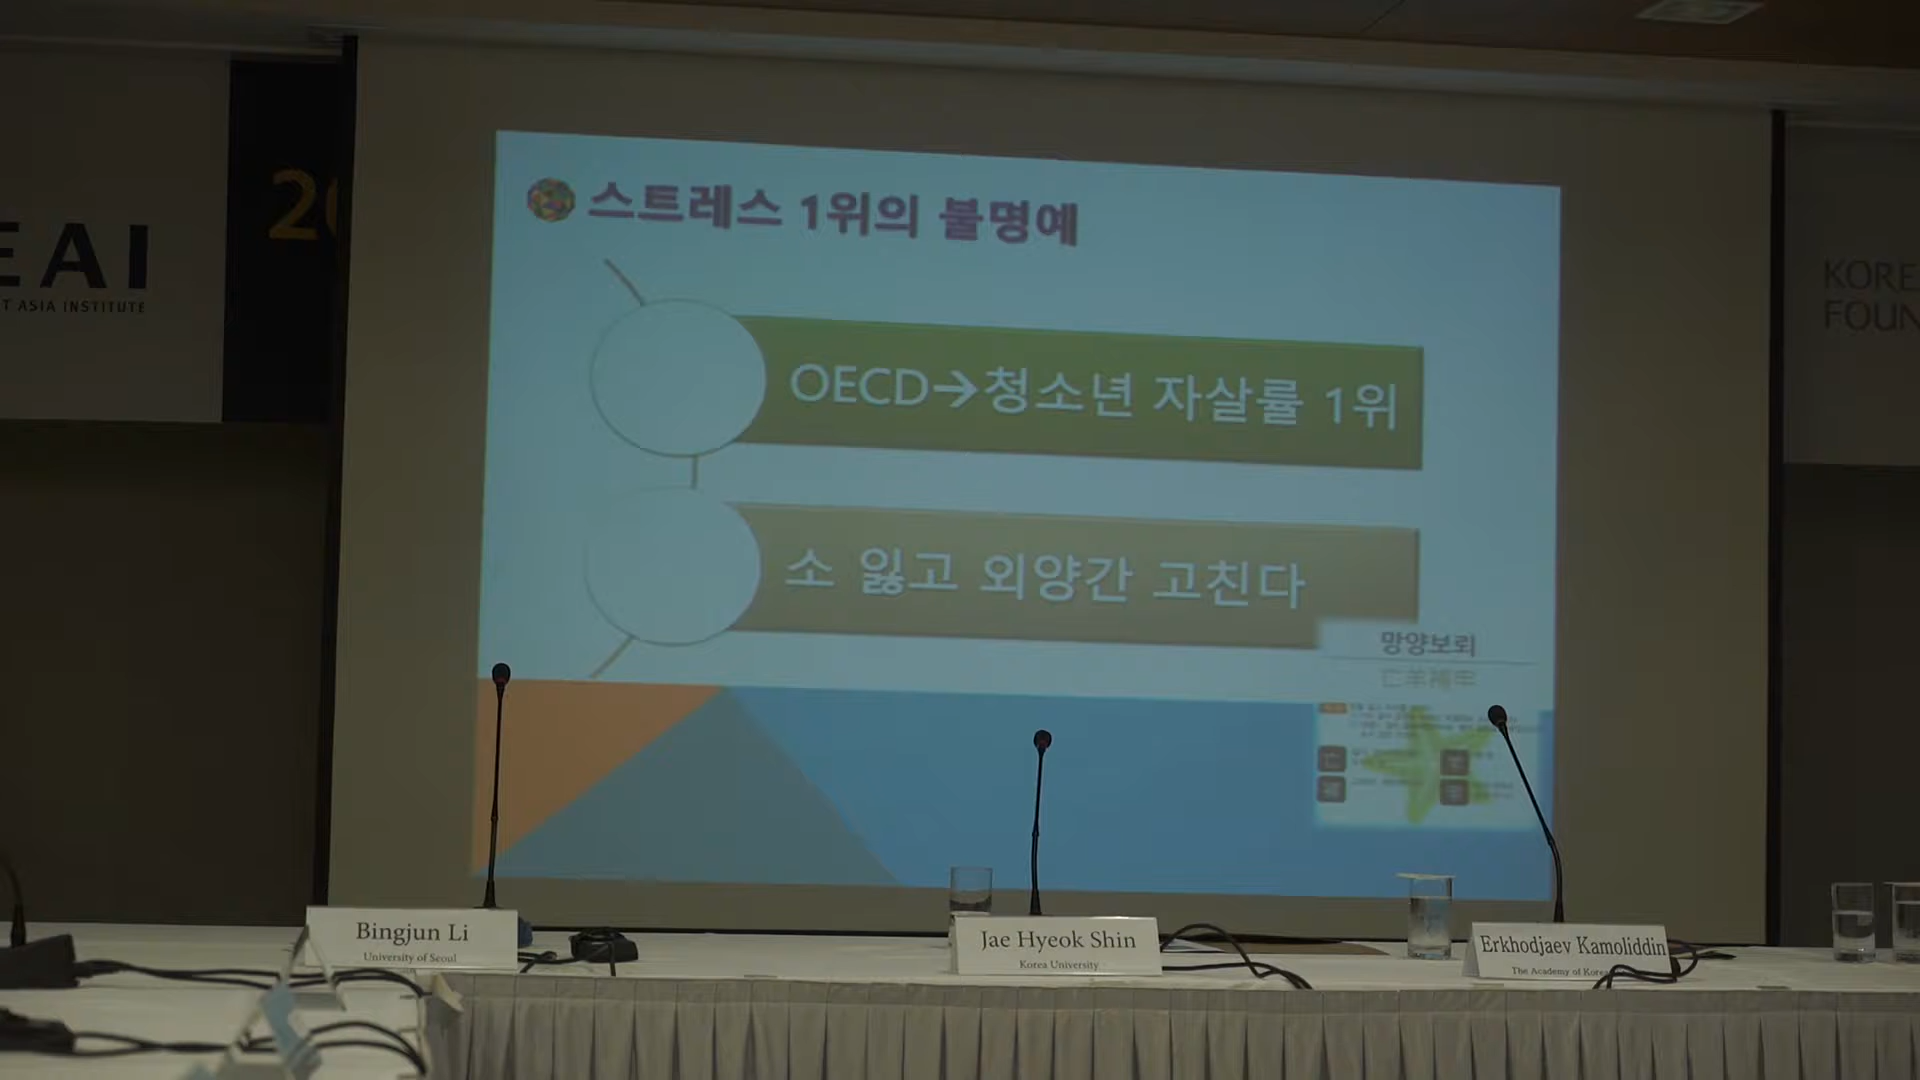 EAI
T ASIA INSTITUTE
20
KORE
FOUN
스트레스 1위의 불명예
OECD→청소년 자살률 1위
소 잃고 외양간 고친다
망양보뢰
亡羊補牢
Bingjun Li
University of Seoul
Jae Hyeok Shin
Korea University
Erkhodjaev Kamoliddin
The Academy of Korea